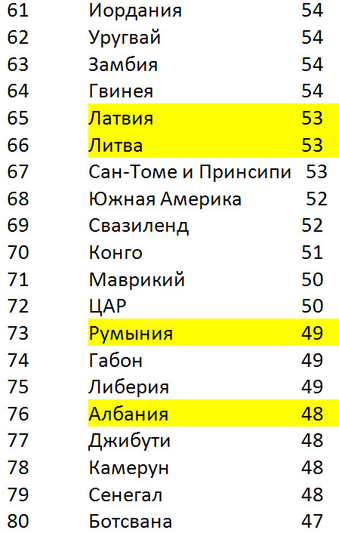 61 Иордания 54
62 Уругвай 54
63 Замбия 54
64 Гвинея 54
65 Латвия 53
66 Литва 53
67 Сан-Томе и Принсипи 53
68 Южная Америка 52
69 Свазиленд 52
70 Конго 51
71 Маврикий 50
72 ЦАР 50
73 Румыния 49
74 Габон 49
75 Либерия 49
76 Албания 48
77 Джибути 48
78 Камерун 48
79 Сенегал 48
80 Ботсвана 47